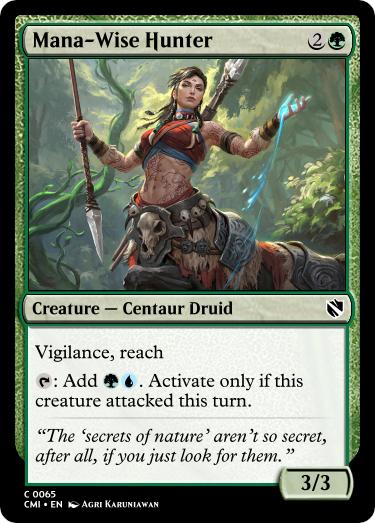 Mana-Wise Hunter 2
Creature — Centaur Druid
Vigilance, reach
: Add . Activate only if this
creature attacked this turn.
"The 'secrets of nature' aren't so secret,
after all, if you just look for them."
3/3
C 0065
CMI • EN Agri Karuniawan